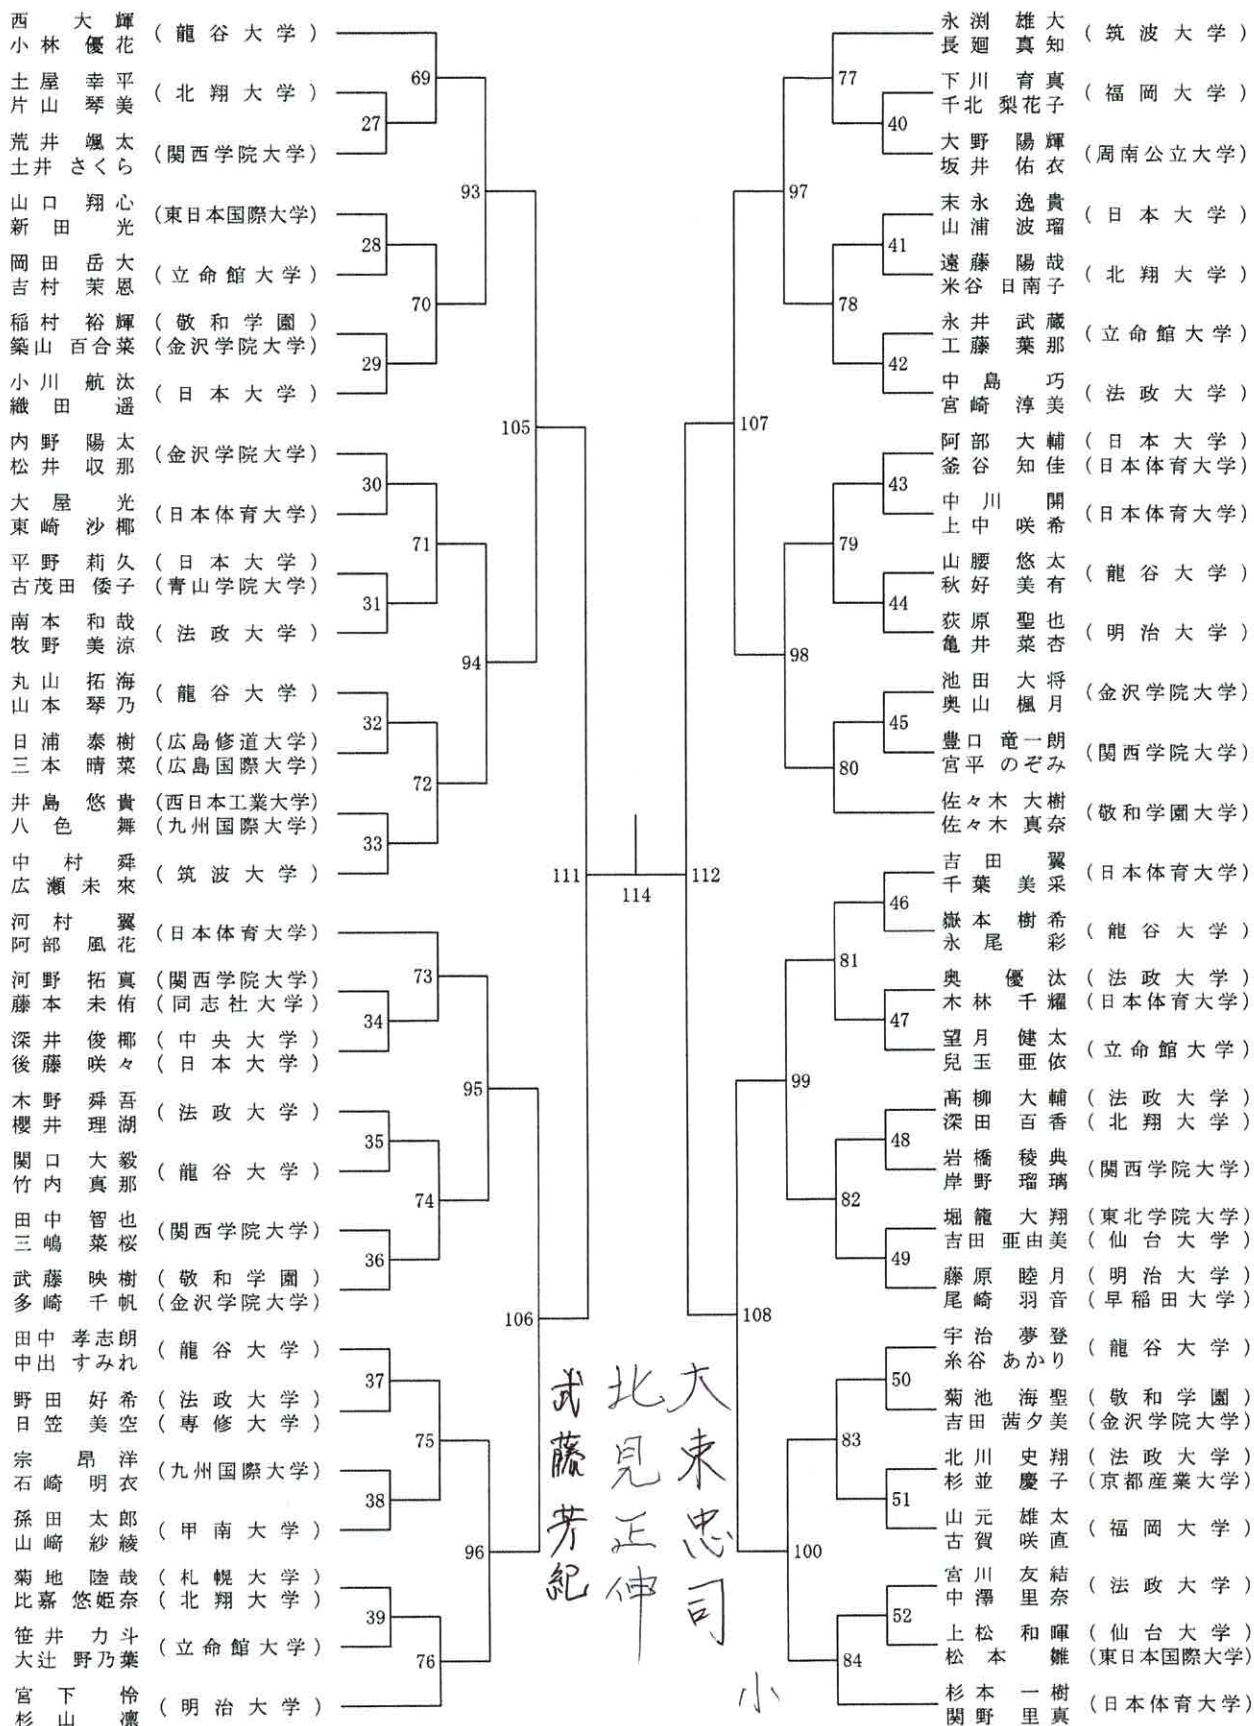 西 大輝
小林 優花 (龍谷大学)
69
土屋 幸平
片山 琴美 (北翔大学)
27
荒井 颯太
土井 さくら (関西学院大学)
93
山口 翔心
新田 光 (東日本国際大学)
28
岡田 岳大
吉村 茉恩 (立命館大学)
70
稲村 裕輝 (敬和学園)
築山 百合菜 (金沢学院大学)
29
小川 航汰
織田 遥 (日本大学)
105
内野 陽太
松井 収那 (金沢学院大学)
30
大屋 光
東崎 沙椰 (日本体育大学)
71
平野 莉久 (日本大学)
古茂田 倭子 (青山学院大学)
31
南本 和哉
牧野 美涼 (法政大学)
94
丸山 拓海
山本 琴乃 (龍谷大学)
32
日浦 泰樹 (広島修道大学)
三本 晴菜 (広島国際大学)
72
井島 悠貴 (西日本工業大学)
八色 舞 (九州国際大学)
33
中村 舜
広瀬 未來 (筑波大学)
111
114
112
河村 翼
阿部 風花 (日本体育大学)
73
河野 拓真 (関西学院大学)
藤本 未侑 (同志社大学)
34
深井 俊椰 (中央大学)
後藤 咲々 (日本大学)
95
木野 舜吾
櫻井 理湖 (法政大学)
35
関口 大毅
竹内 真那 (龍谷大学)
74
田中 智也
三嶋 菜桜 (関西学院大学)
36
武藤 映樹 (敬和学園)
多崎 千帆 (金沢学院大学)
106
田中 孝志朗
中出 すみれ (龍谷大学)
37
野田 好希 (法政大学)
日笠 美空 (専修大学)
75
宗 昂洋
石崎 明衣 (九州国際大学)
38
孫田 太郎
山﨑 紗綾 (甲南大学)
96
菊地 陸哉 (札幌大学)
比嘉 悠姫奈 (北翔大学)
39
笹井 力斗
大辻 野乃葉 (立命館大学)
76
宮下 怜
杉山 凛 (明治大学)
永渕 雄大
長廻 真知 (筑波大学)
77
下川 育真
千北 梨花子 (福岡大学)
40
大野 陽輝
坂井 佑衣 (周南公立大学)
97
末永 逸貴
山浦 波瑠 (日本大学)
41
遠藤 陽哉
米谷 日南子 (北翔大学)
78
永井 武蔵
工藤 葉那 (立命館大学)
42
中島 巧
宮崎 淳美 (法政大学)
107
阿部 大輔 (日本大学)
釜谷 知佳 (日本体育大学)
43
中川 開
上中 咲希 (日本体育大学)
79
山腰 悠太
秋好 美有 (龍谷大学)
44
荻原 聖也
亀井 菜杏 (明治大学)
98
池田 大将
奥山 楓月 (金沢学院大学)
45
豊口 竜一朗
宮平 のぞみ (関西学院大学)
80
佐々木 大樹
佐々木 真奈 (敬和学園大学)
吉田 翼
千葉 美采 (日本体育大学)
46
嶽本 樹希
永尾 彩 (龍谷大学)
81
奥 優汰 (法政大学)
木林 千耀 (日本体育大学)
47
望月 健太
兒玉 亜依 (立命館大学)
99
髙柳 大輔 (法政大学)
深田 百香 (北翔大学)
48
岩橋 稜典
岸野 瑠璃 (関西学院大学)
82
堀籠 大翔 (東北学院大学)
吉田 亜由美 (仙台大学)
49
藤原 睦月 (明治大学)
尾崎 羽音 (早稲田大学)
108
宇治 夢登
糸谷 あかり (龍谷大学)
50
菊池 海聖 (敬和学園)
吉田 茜夕美 (金沢学院大学)
83
北川 史翔 (法政大学)
杉並 慶子 (京都産業大学)
51
山元 雄太
古賀 咲直 (福岡大学)
100
宮川 友結
中澤 里奈 (法政大学)
52
上松 和暉 (仙台大学)
松本 雛 (東日本国際大学)
84
杉本 一樹
関野 里真 (日本体育大学)
大東忠司
北見正伸
武藤芳紀
小